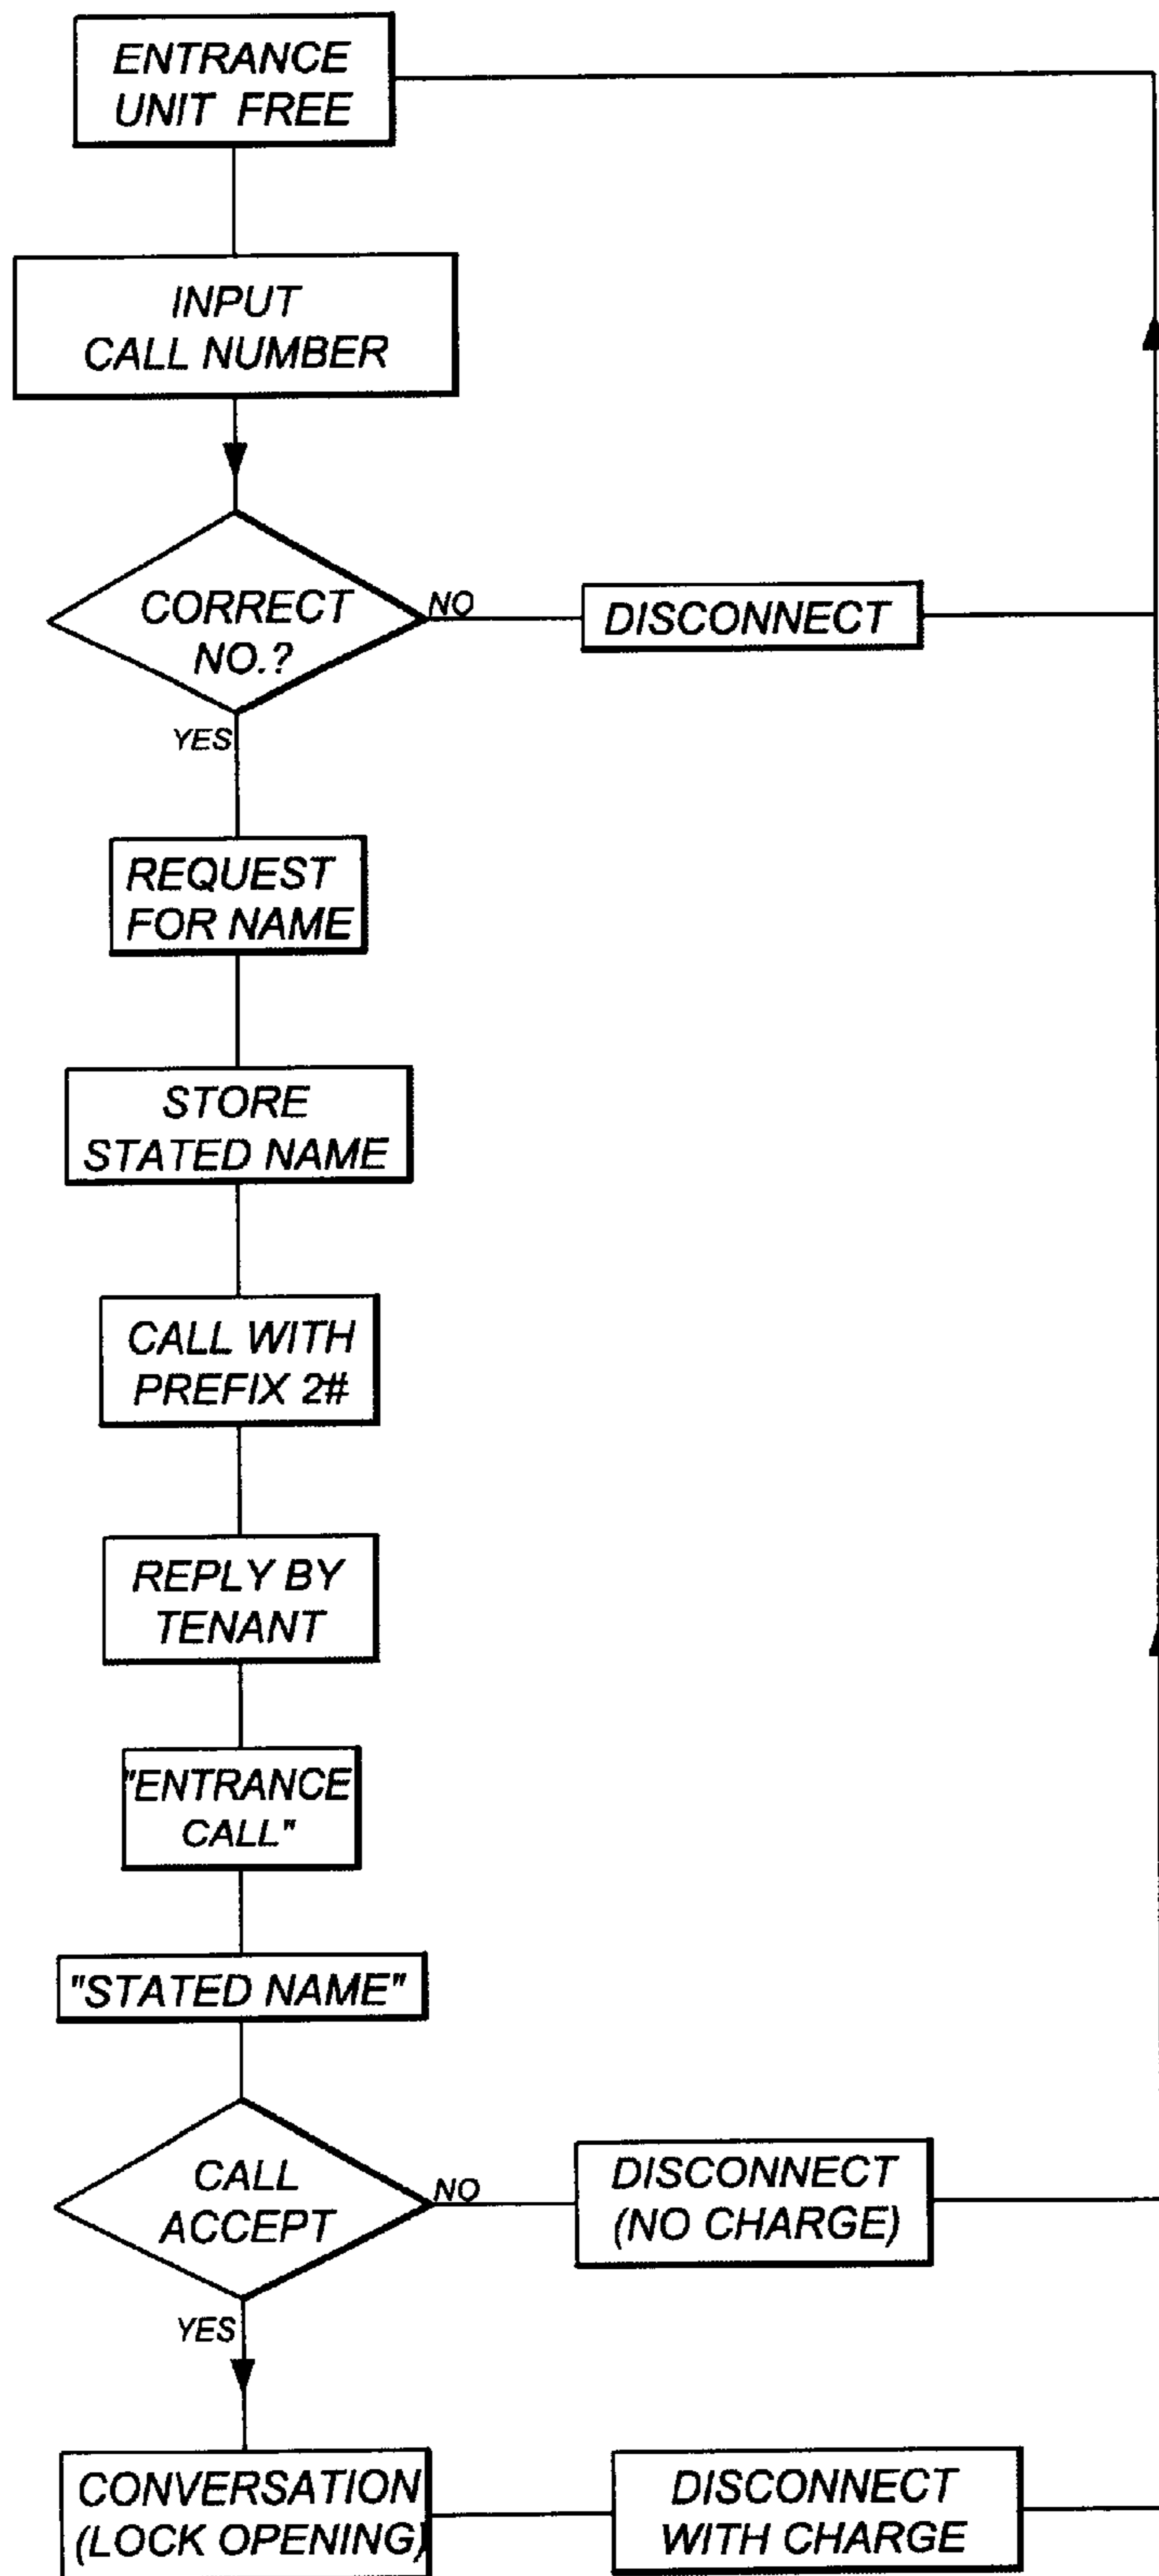 ENTRANCE
UNIT FREE
INPUT
CALL NUMBER
CORRECT
NO.?
NO
DISCONNECT
YES
REQUEST
FOR NAME
STORE
STATED NAME
CALL WITH
PREFIX 2#
REPLY BY
TENANT
"ENTRANCE
CALL"
"STATED NAME"
CALL
ACCEPT
NO
DISCONNECT
(NO CHARGE)
YES
CONVERSATION
(LOCK OPENING)
DISCONNECT
WITH CHARGE